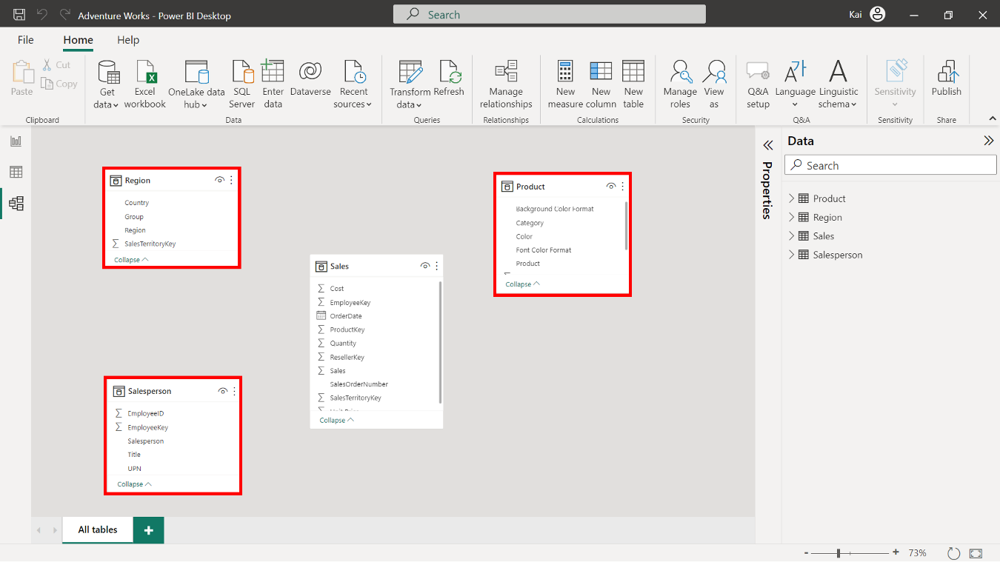 Adventure Works - Power BI Desktop
Search
Kai
File
Home
Help
Paste
Cut
Copy
Clipboard
Get
data
Excel
workbook
OneLake data
hub
SQL
Server
Enter
data
Dataverse
Recent
sources
Data
Transform
data
Refresh
Queries
Manage
relationships
Relationships
New
measure
New
column
New
table
Calculations
Manage
roles
View
as
Security
Q&A
setup
Language
Linguistic
schema
Q&A
Sensitivity
Sensitivity
Publish
Share
Region
Country
Group
Region
SalesTerritoryKey
Collapse
Product
Background Color Format
Category
Color
Font Color Format
Product
Collapse
Sales
Cost
EmployeeKey
OrderDate
ProductKey
Quantity
ResellerKey
Sales
SalesOrderNumber
SalesTerritoryKey
Unit Price
Collapse
Salesperson
EmployeeID
EmployeeKey
Salesperson
Title
UPN
Collapse
Properties
Data
Search
Product
Region
Sales
Salesperson
All tables
73%